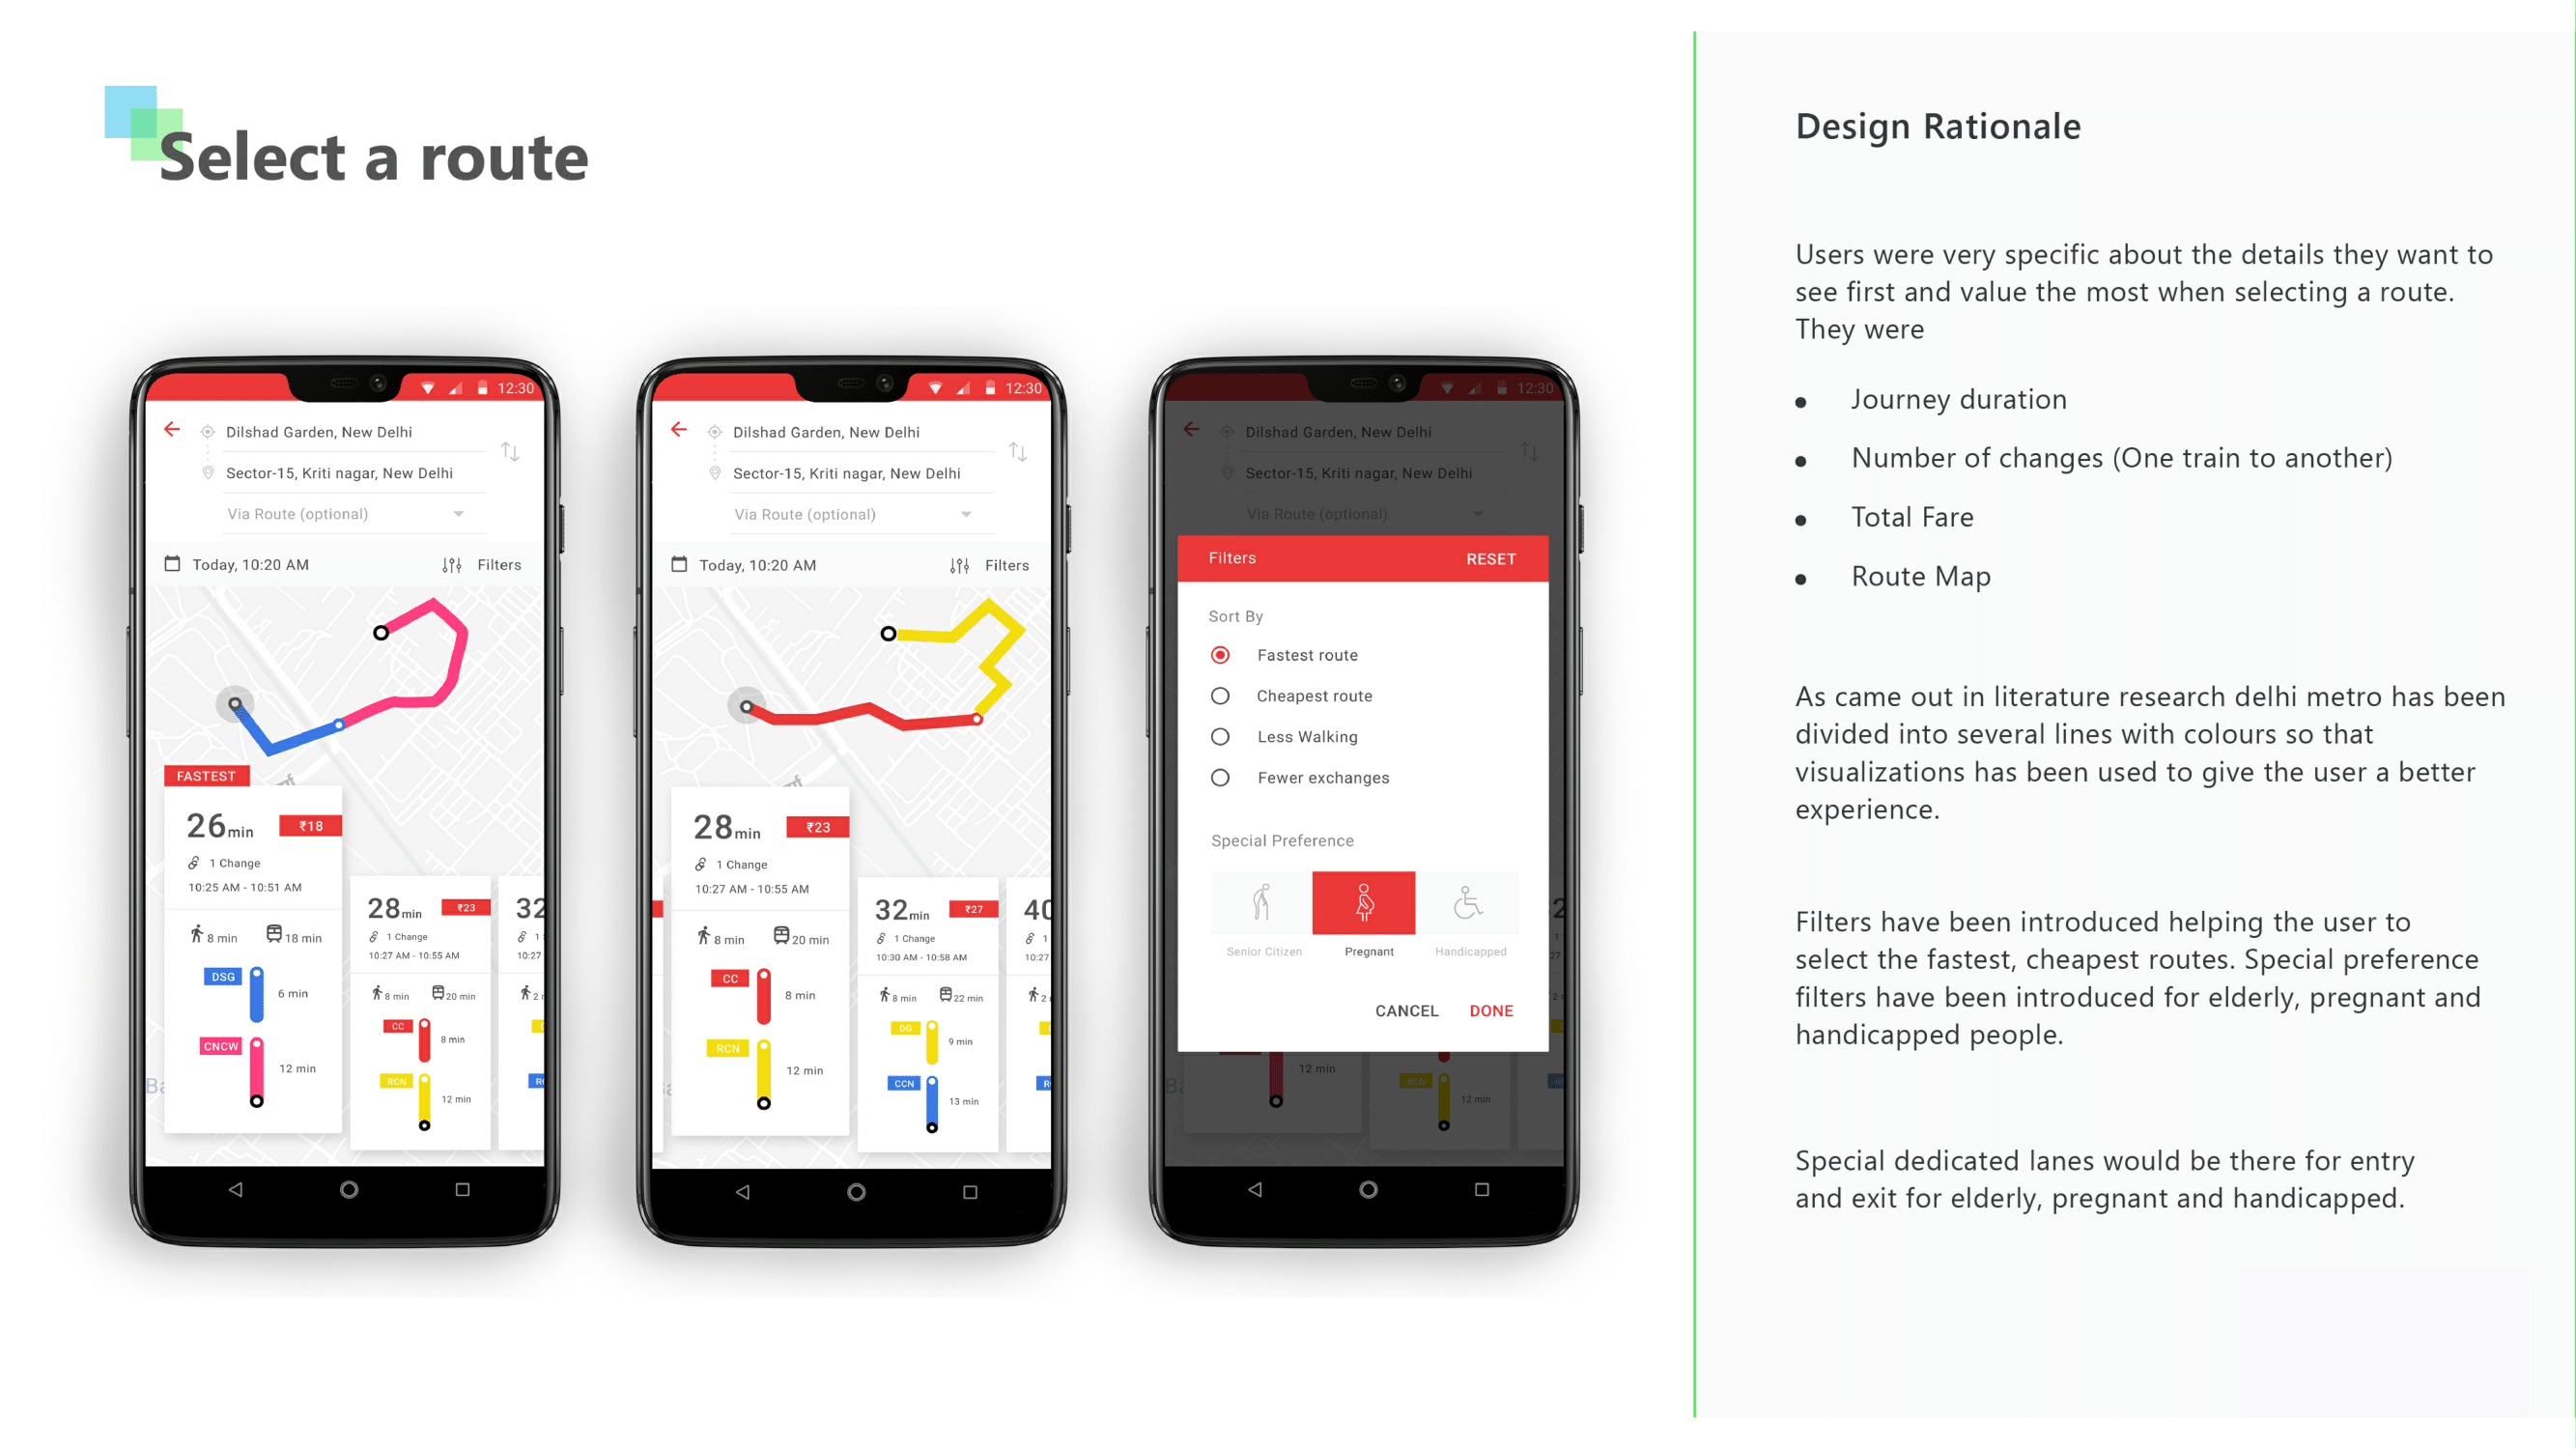 Select a route
12:30
Dilshad Garden, New Delhi
Sector-15, Kriti nagar, New Delhi
Via Route (optional)
Today, 10:20 AM
Filters
FASTEST
26min
₹18
1 Change
10:25 AM - 10:51 AM
8 min
18 min
DSG
6 min
CNCW
12 min
28min
₹23
1 Change
10:27 AM - 10:55 AM
8 min
20 min
CC
8 min
RCN
12 min
32
10:27
12:30
Dilshad Garden, New Delhi
Sector-15, Kriti nagar, New Delhi
Via Route (optional)
Today, 10:20 AM
Filters
28min
₹23
1 Change
10:27 AM - 10:55 AM
8 min
20 min
CC
8 min
RCN
12 min
32min
₹27
1 Change
10:30 AM - 10:58 AM
8 min
22 min
DG
9 min
CCN
13 min
40
10:27
12:30
Dilshad Garden, New Delhi
Sector-15, Kriti nagar, New Delhi
Via Route (optional)
Filters
RESET
Sort By
Fastest route
Cheapest route
Less Walking
Fewer exchanges
Special Preference
Senior Citizen
Pregnant
Handicapped
CANCEL
DONE
12 min
RCN
12 min
Design Rationale
Users were very specific about the details they want to
see first and value the most when selecting a route.
They were
● Journey duration
● Number of changes (One train to another)
● Total Fare
● Route Map
As came out in literature research delhi metro has been
divided into several lines with colours so that
visualizations has been used to give the user a better
experience.
Filters have been introduced helping the user to
select the fastest, cheapest routes. Special preference
filters have been introduced for elderly, pregnant and
handicapped people.
Special dedicated lanes would be there for entry
and exit for elderly, pregnant and handicapped.